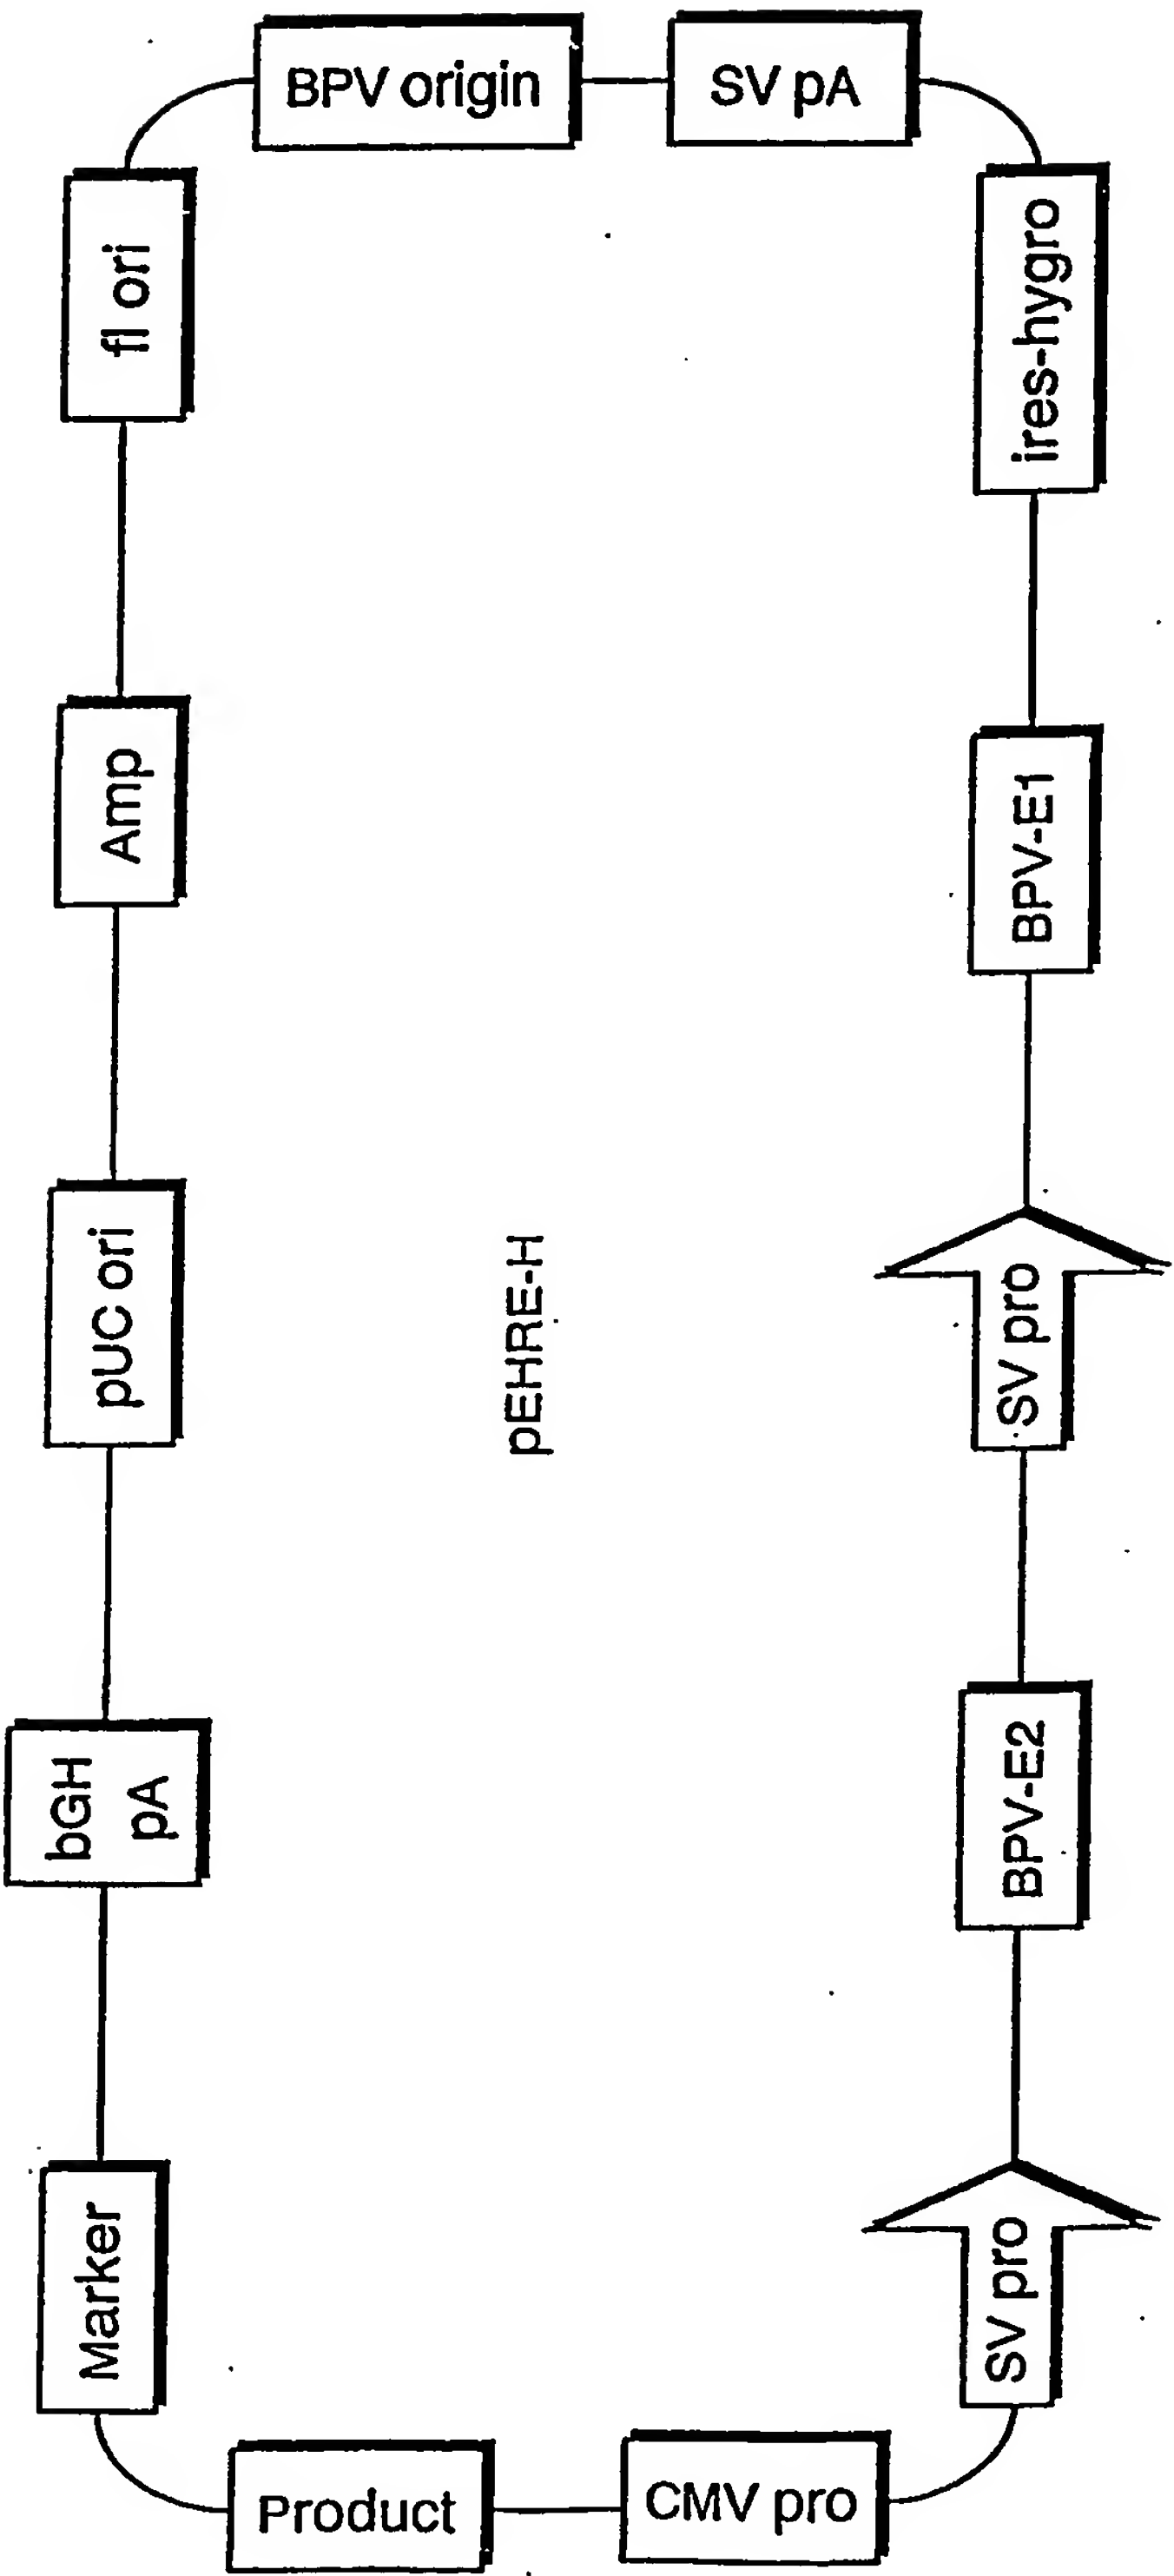 BPV origin
SV pA
ires-hygro
BPV-E1
SV pro
BPV-E2
SV pro
CMV pro
Product
Marker
bGH
pA
pUC ori
Amp
fl ori
pEHRE-H